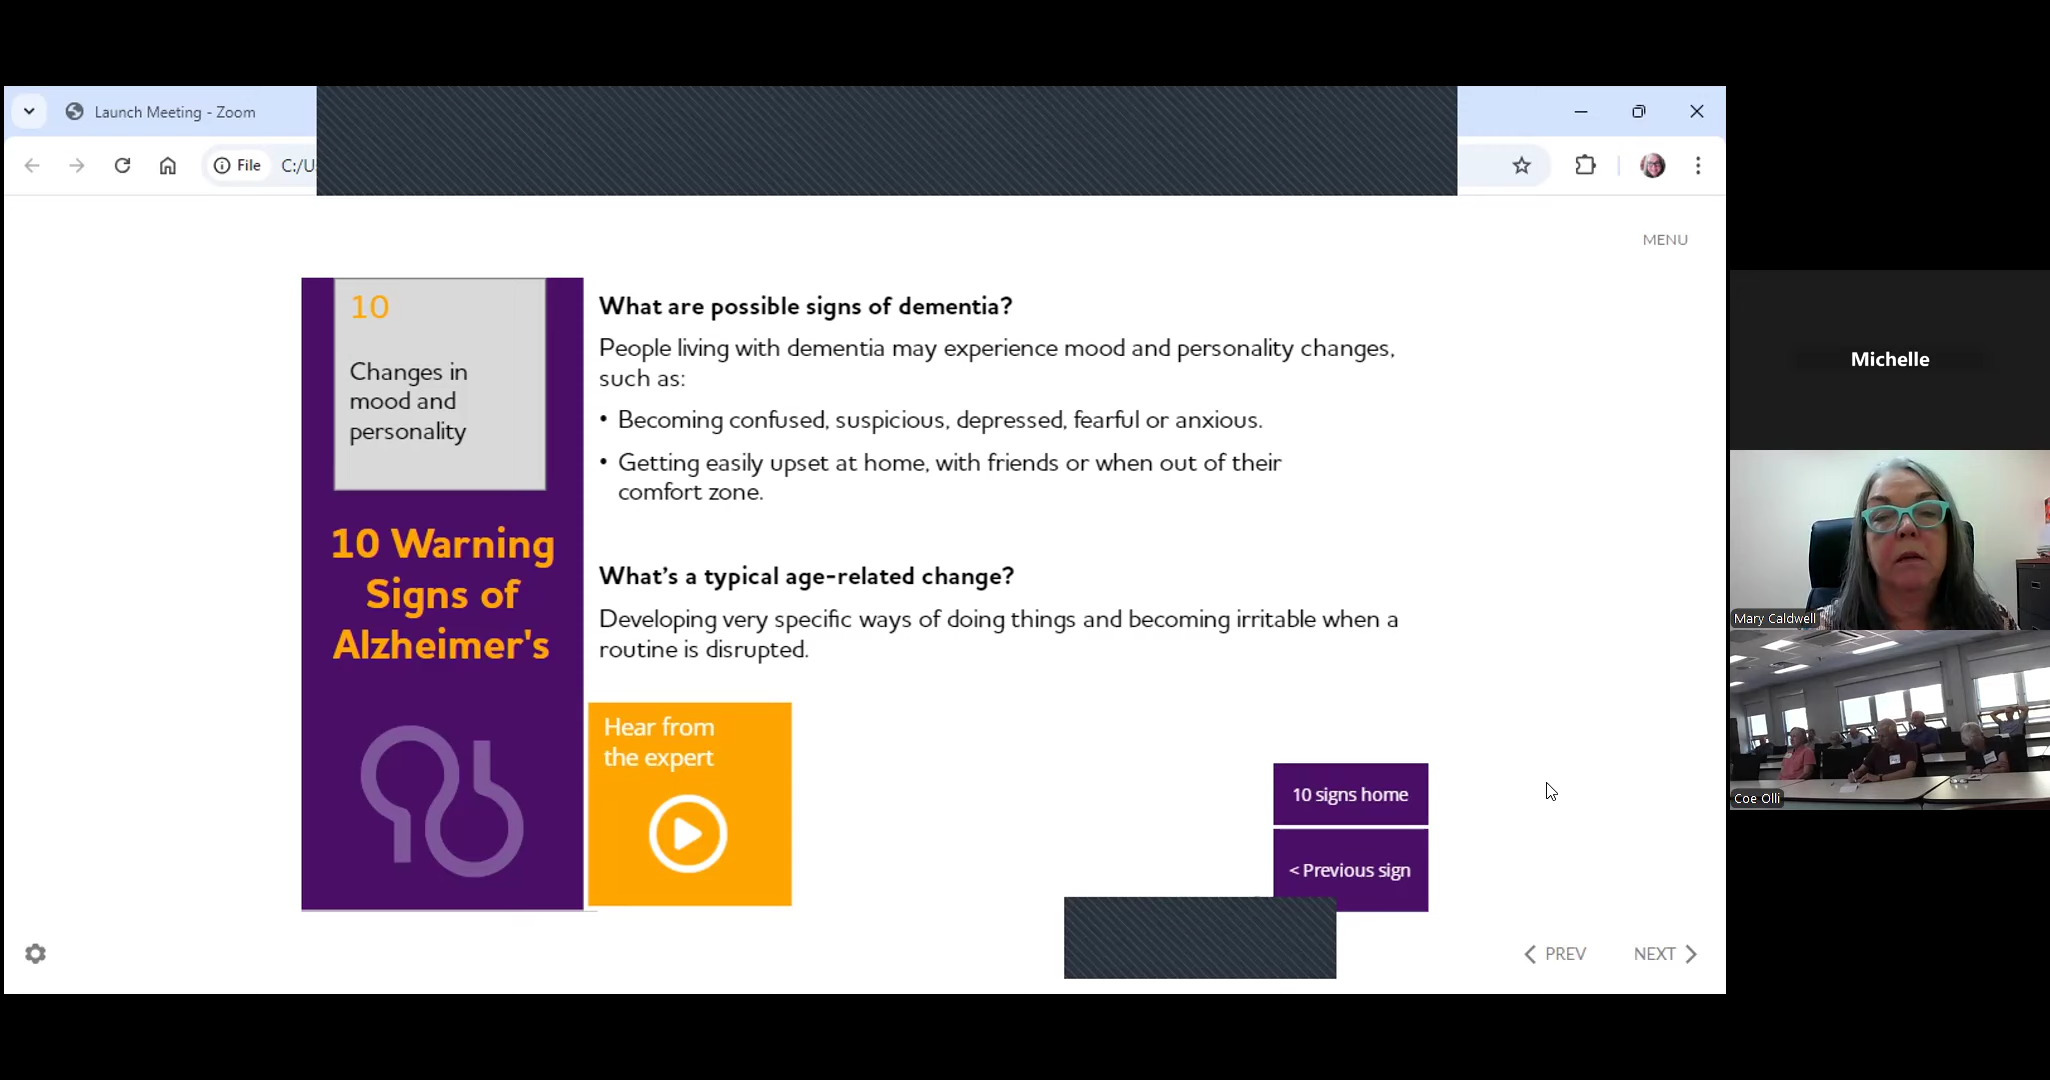 Launch Meeting - Zoom
File
C:/U
MENU
10
Changes in
mood and
personality
10 Warning
Signs of
Alzheimer's
What are possible signs of dementia?
People living with dementia may experience mood and personality changes,
such as:
• Becoming confused, suspicious, depressed, fearful or anxious.
• Getting easily upset at home, with friends or when out of their
comfort zone.
What's a typical age-related change?
Developing very specific ways of doing things and becoming irritable when a
routine is disrupted.
Hear from
the expert
10 signs home
< Previous sign
PREV
NEXT
Michelle
Mary Caldwell
Coe Olli